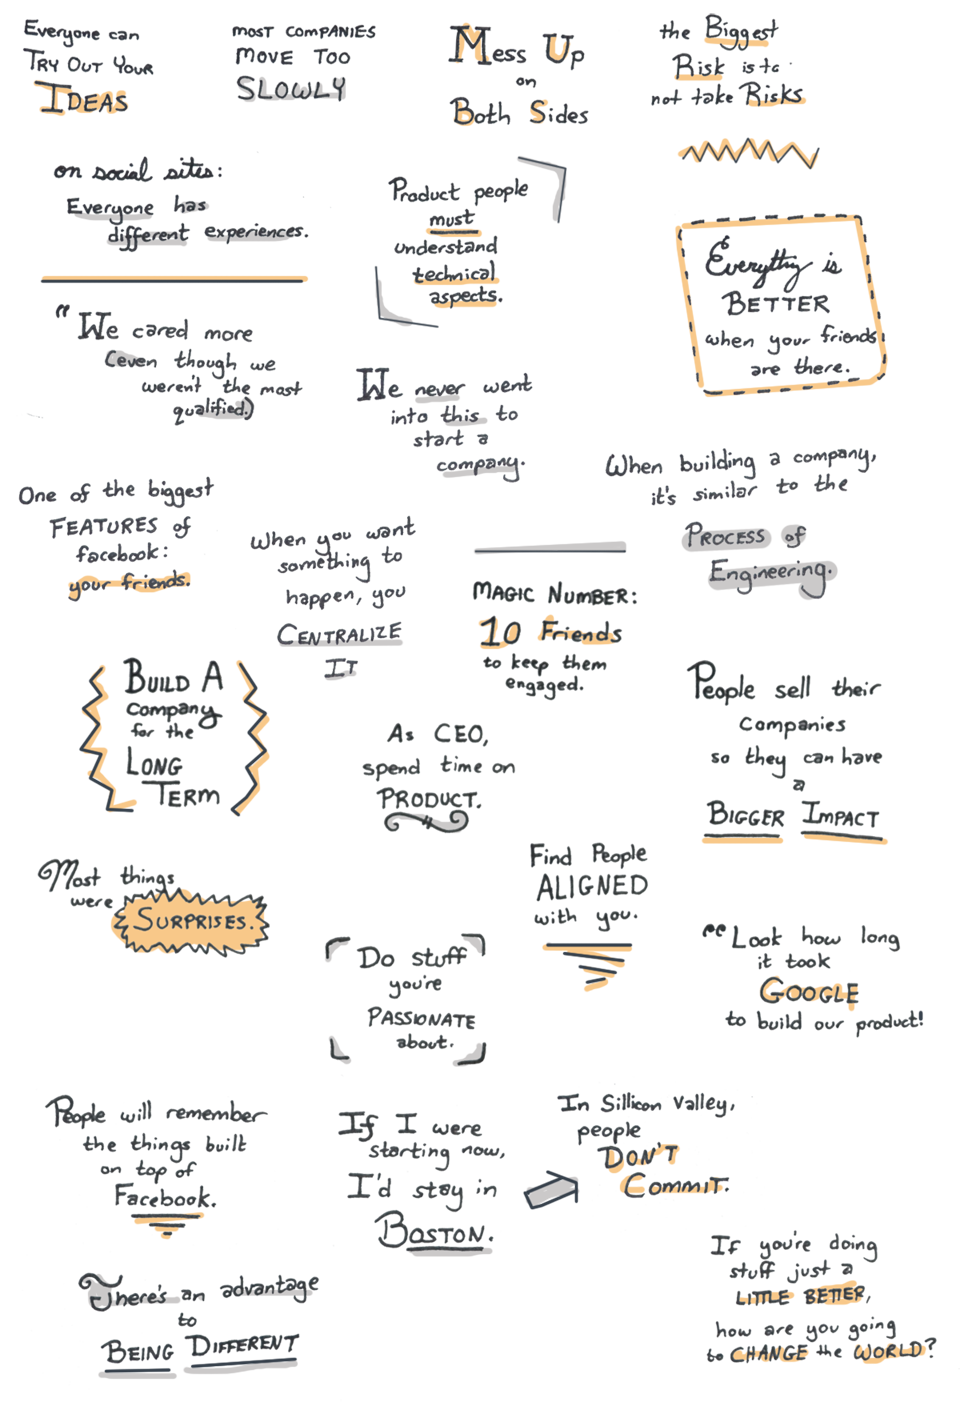 Everyone can
TRY OUT YOUR
IDEAS
MOST COMPANIES
MOVE TOO
SLOWLY
Mess Up
on
Both Sides
the Biggest
Risk is to
not take Risks
on social sites:
Everyone has
different experiences.
Product people
must
understand
technical
aspects.
Everythg is
BETTER
when your friends
are there.
" We cared more
(even though we
weren't the most
qualified.)
We never went
into this to
start a
company.
When building a company,
it's similar to the
PROCESS of
Engineering.
One of the biggest
FEATURES of
facebook:
your friends.
When you want
something to
happen, you
CENTRALIZE
IT
MAGIC NUMBER:
10 Friends
to keep them
engaged.
BUILD A
company
for the
LONG
TERM
As CEO,
spend time on
PRODUCT.
People sell their
Companies
so they can have
a
BIGGER IMPACT
Most things
were SURPRISES.
Find People
ALIGNED
with you.
Do stuff
you're
PASSIONATE
about.
" Look how long
it took
GOOGLE
to build our product!
People will remember
the things built
on top of
Facebook.
If I were
starting now,
I'd stay in
BOSTON.
In Sillicon Valley,
people
DON'T
COMMIT.
There's an advantage
to
BEING DIFFERENT
If you're doing
stuff just a
LITTLE BETTER,
how are you going
to CHANGE the WORLD?